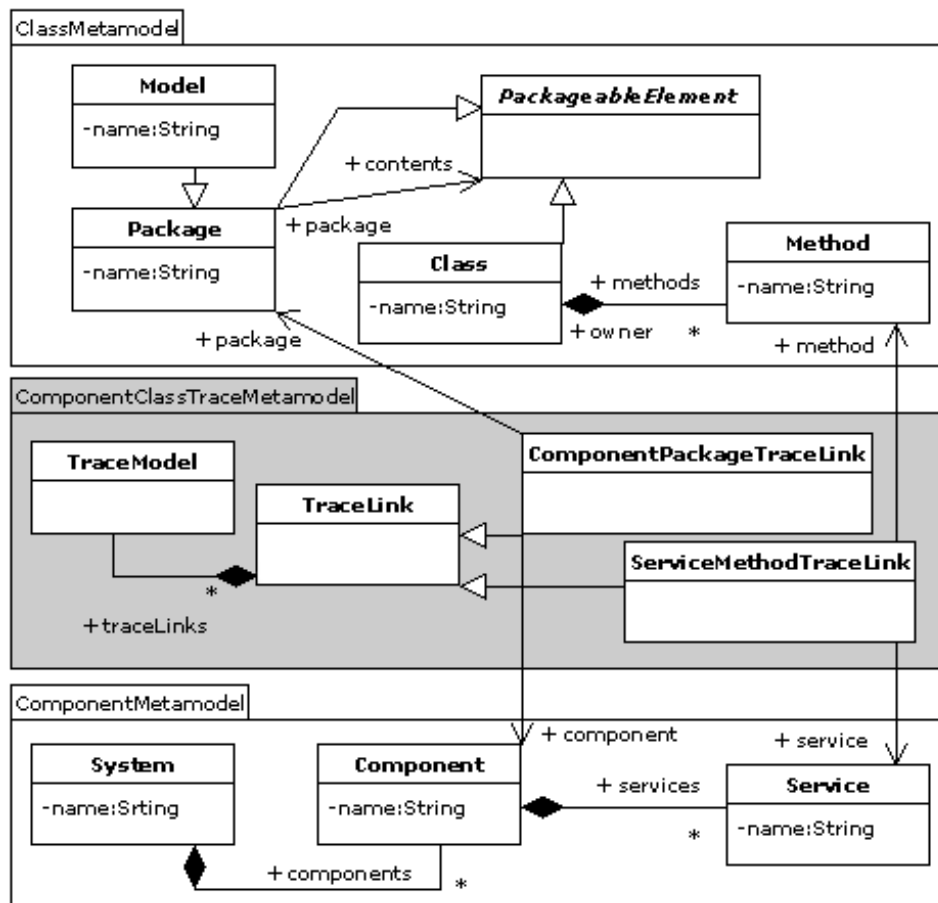 ClassMetamodel
Model
-name:String
PackageableElement
+ contents
+ package
Package
-name:String
Class
-name:String
+ methods
+ owner
*
Method
-name:String
+ package
+ method
ComponentClassTraceMetamodel
TraceModel
TraceLink
ComponentPackageTraceLink
ServiceMethodTraceLink
*
+ traceLinks
ComponentMetamodel
+ component
+ service
System
-name:Srting
Component
-name:String
+ services
*
Service
-name:String
+ components
*